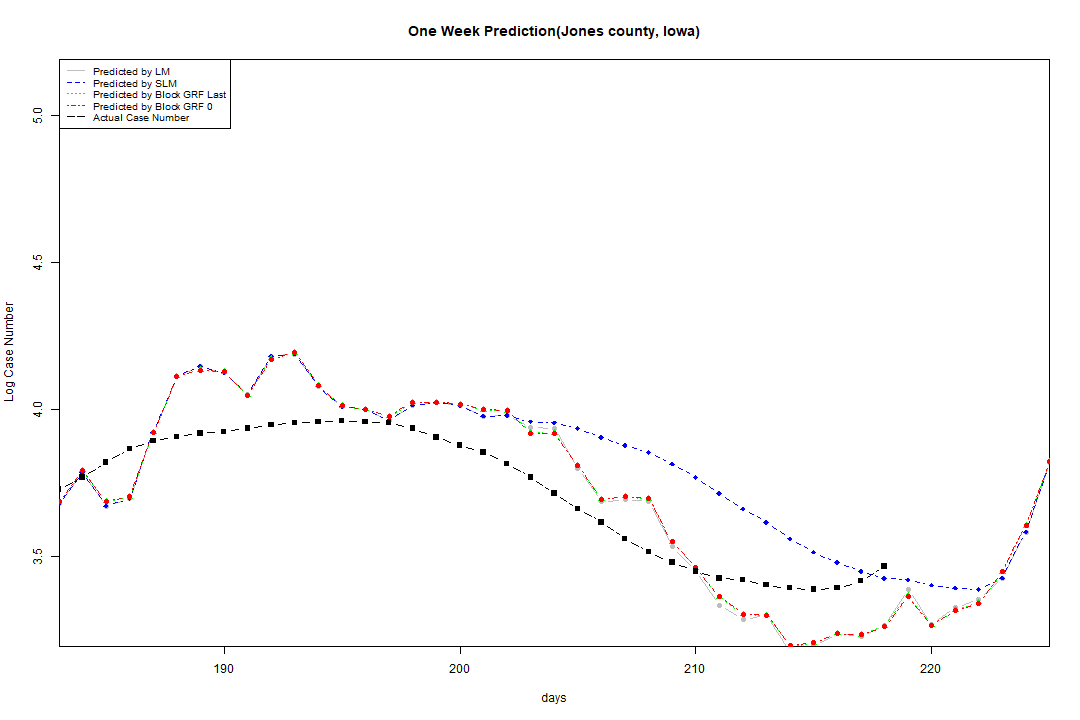 One Week Prediction(Jones county, Iowa)
Predicted by LM
Predicted by SLM
Predicted by Block GRF Last
Predicted by Block GRF 0
Actual Case Number
5.0
4.5
4.0
3.5
Log Case Number
190 200 210 220
days